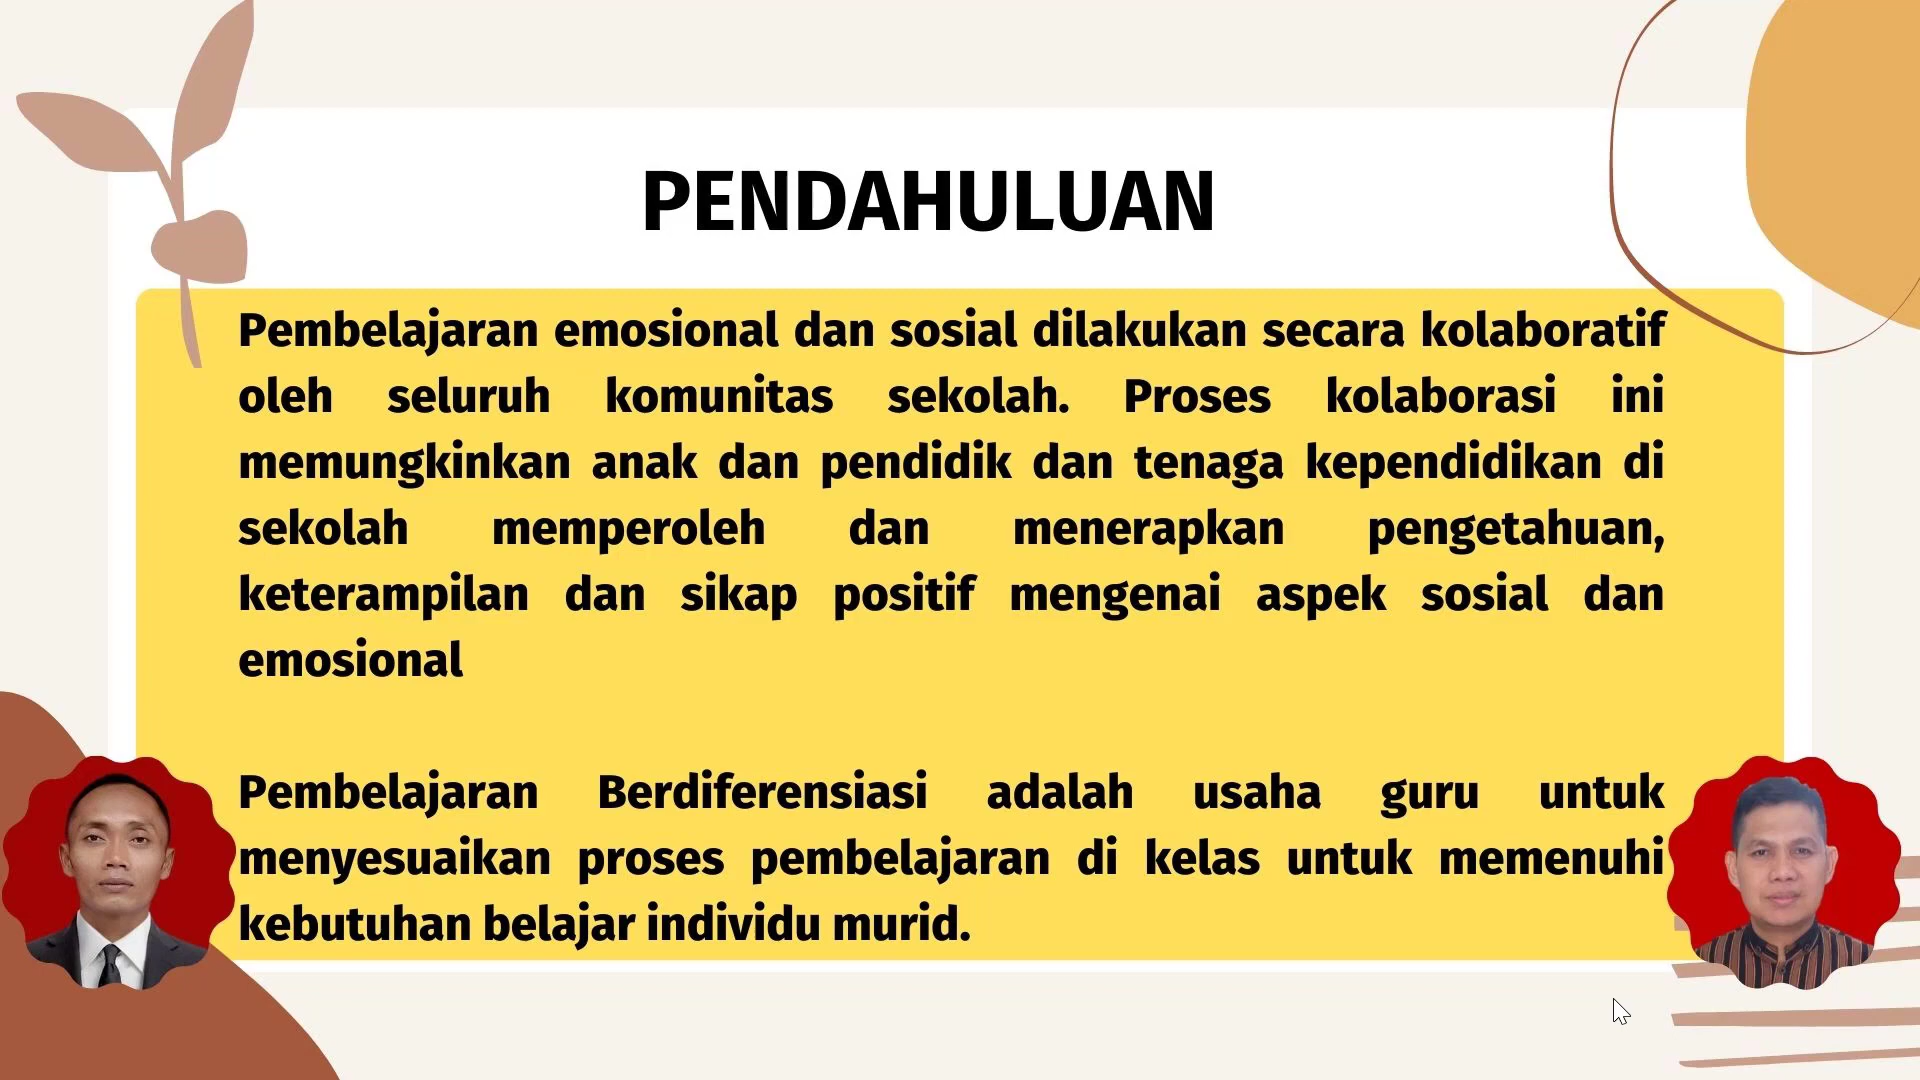 PENDAHULUAN
Pembelajaran emosional dan sosial dilakukan secara kolaboratif
oleh seluruh komunitas sekolah. Proses kolaborasi ini
memungkinkan anak dan pendidik dan tenaga kependidikan di
sekolah memperoleh dan menerapkan pengetahuan,
keterampilan dan sikap positif mengenai aspek sosial dan
emosional
Pembelajaran Berdiferensiasi adalah usaha guru untuk
menyesuaikan proses pembelajaran di kelas untuk memenuhi
kebutuhan belajar individu murid.